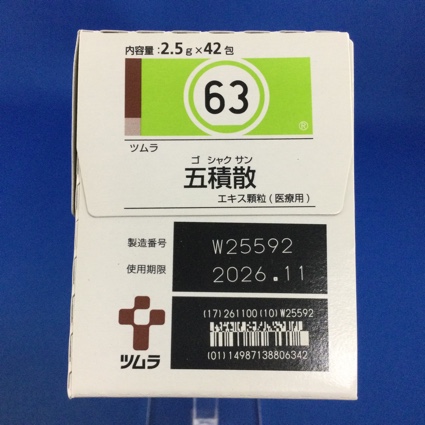 内容量:2.5g×42包
63
®
ツムラ
ゴ シャク サン
五積散
エキス顆粒(医療用)
製造番号 W25592
使用期限 2026.11
(17)261100(10)W25592
(01)14987138806342
ツムラ